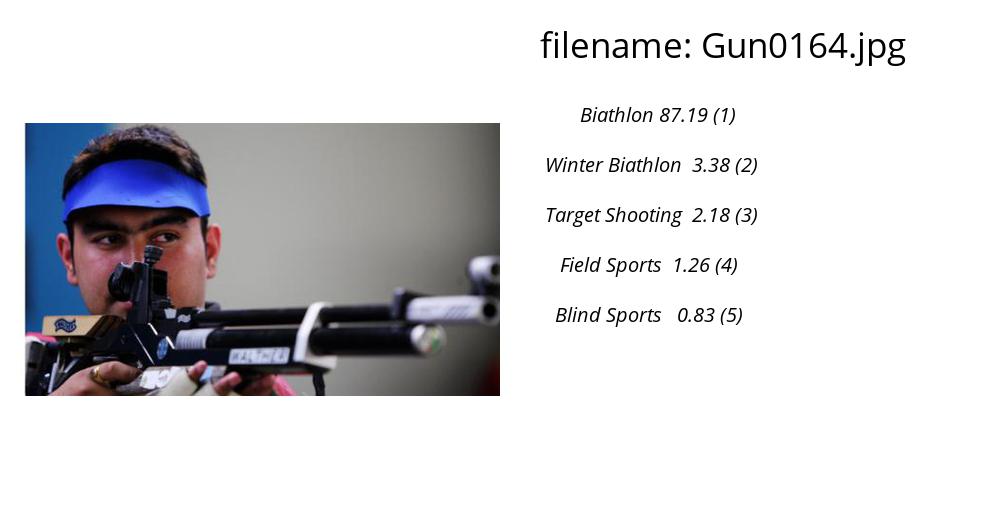 filename: Gun0164.jpg
Biathlon 87.19 (1)
Winter Biathlon 3.38 (2)
Target Shooting 2.18 (3)
Field Sports 1.26 (4)
Blind Sports 0.83 (5)
WALTHER